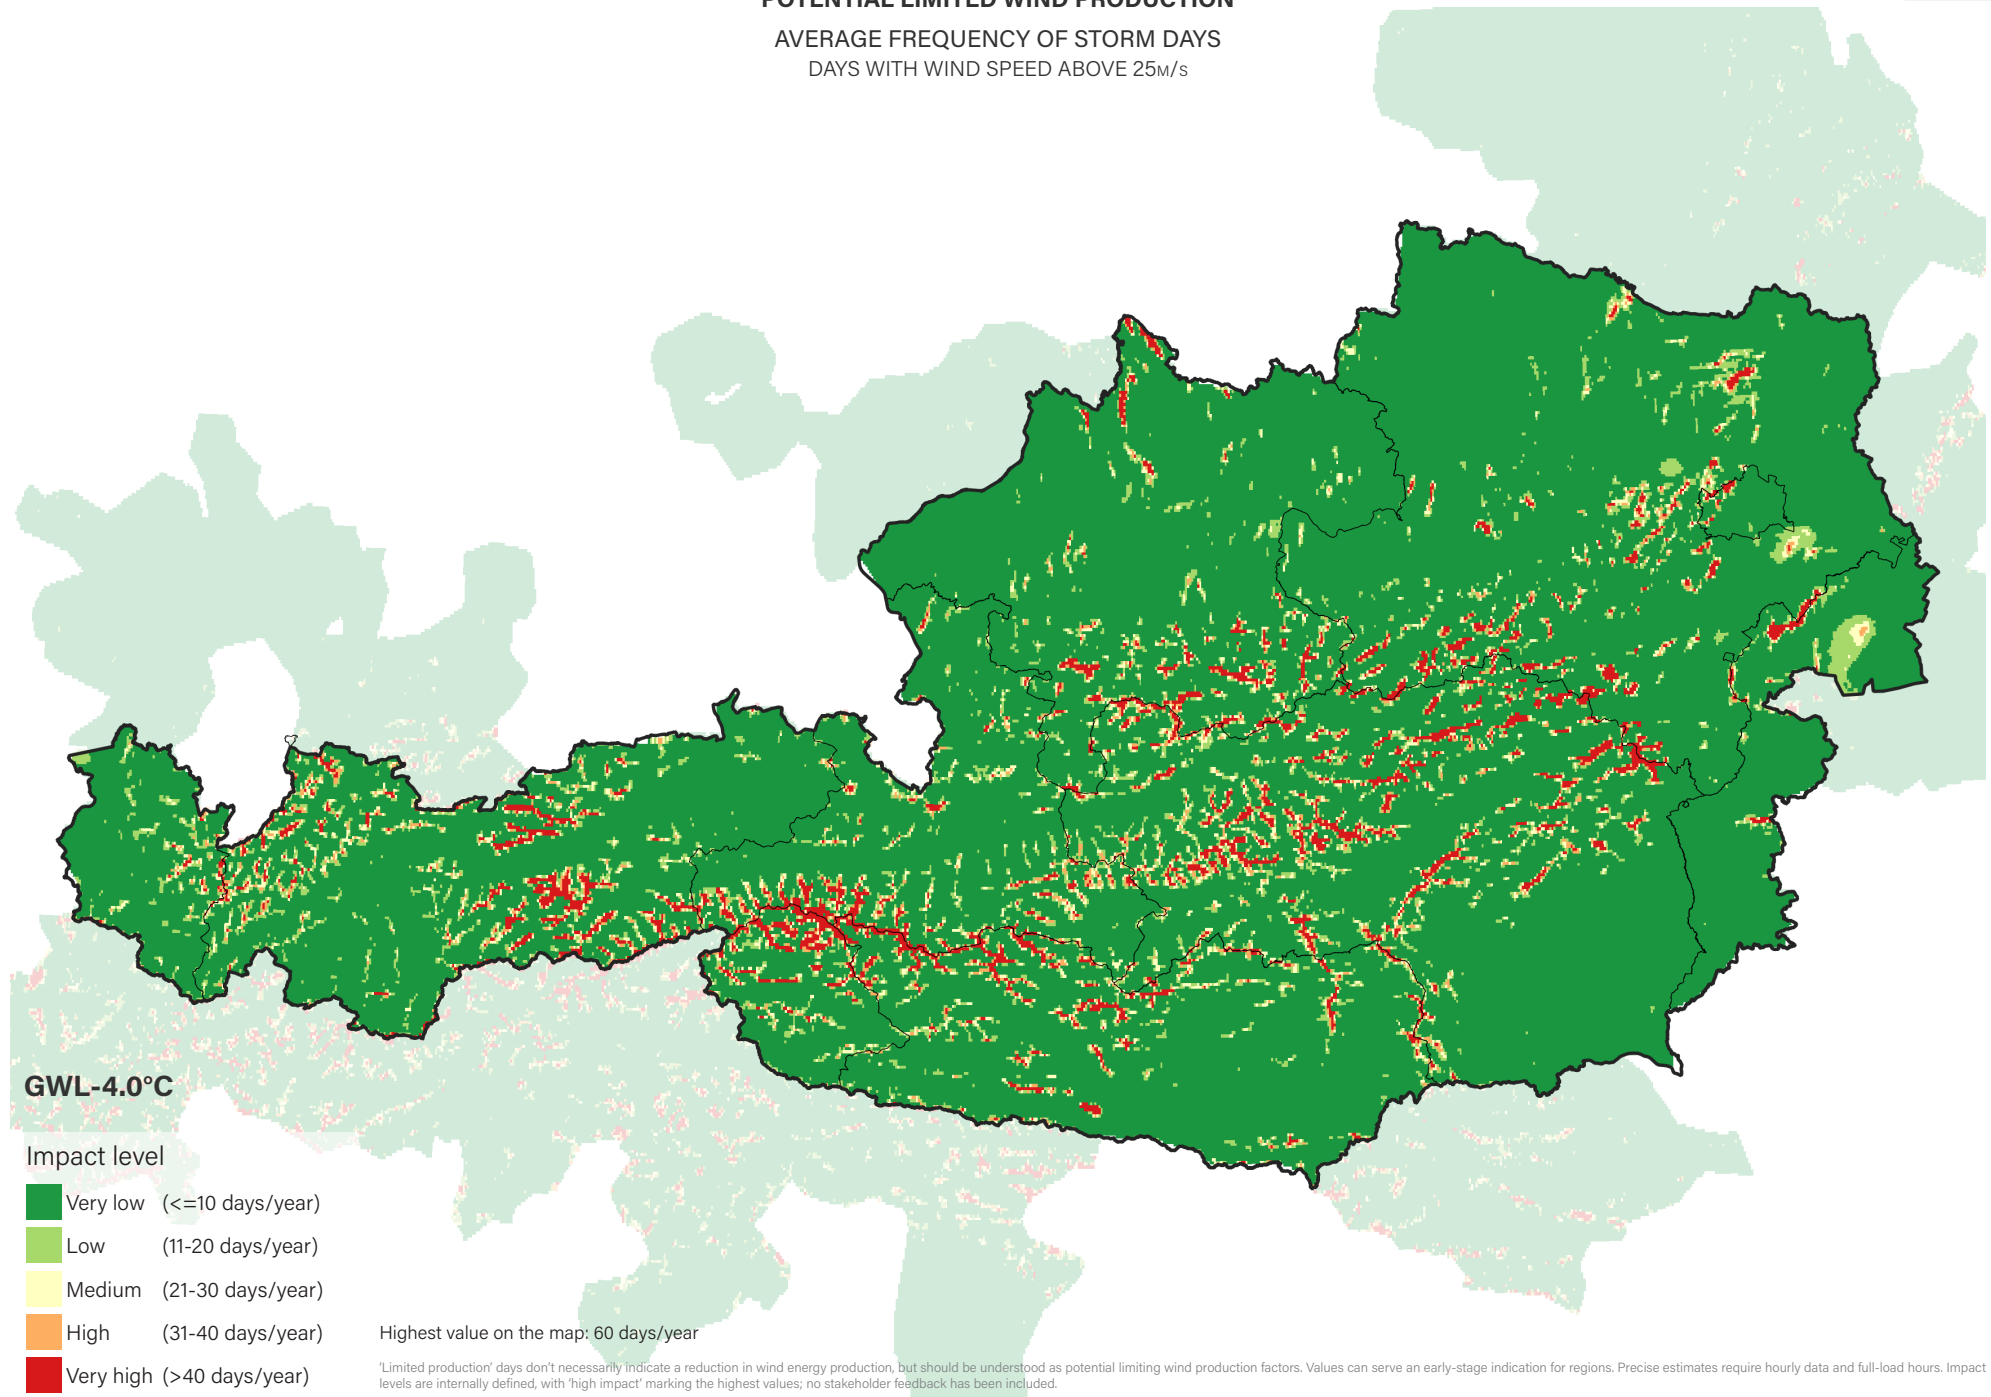 POTENTIAL LIMITED WIND PRODUCTION
AVERAGE FREQUENCY OF STORM DAYS
DAYS WITH WIND SPEED ABOVE 25M/S
GWL-4.0°C
Impact level
Very low (<=10 days/year)
Low (11-20 days/year)
Medium (21-30 days/year)
High (31-40 days/year)
Very high (>40 days/year)
Highest value on the map: 60 days/year
'Limited production' days don't necessarily indicate a reduction in wind energy production, but should be understood as potential limiting wind production factors. Values can serve an early-stage indication for regions. Precise estimates require hourly data and full-load hours. Impact
levels are internally defined, with 'high impact' marking the highest values; no stakeholder feedback has been included.